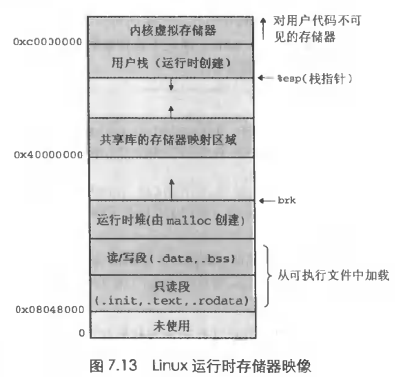 内核虚拟存储器
对用户代码不可
见的存储器
0xc0000000
用户栈（运行时创建）
%esp(栈指针)
共享库的存储器映射区域
0x40000000
brk
运行时堆(由 malloc 创建)
读/写段(.data,.bss)
从可执行文件中加载
只读段
(.init,.text,.rodata)
0x08048000
未使用
0
图 7.13 Linux 运行时存储器映像